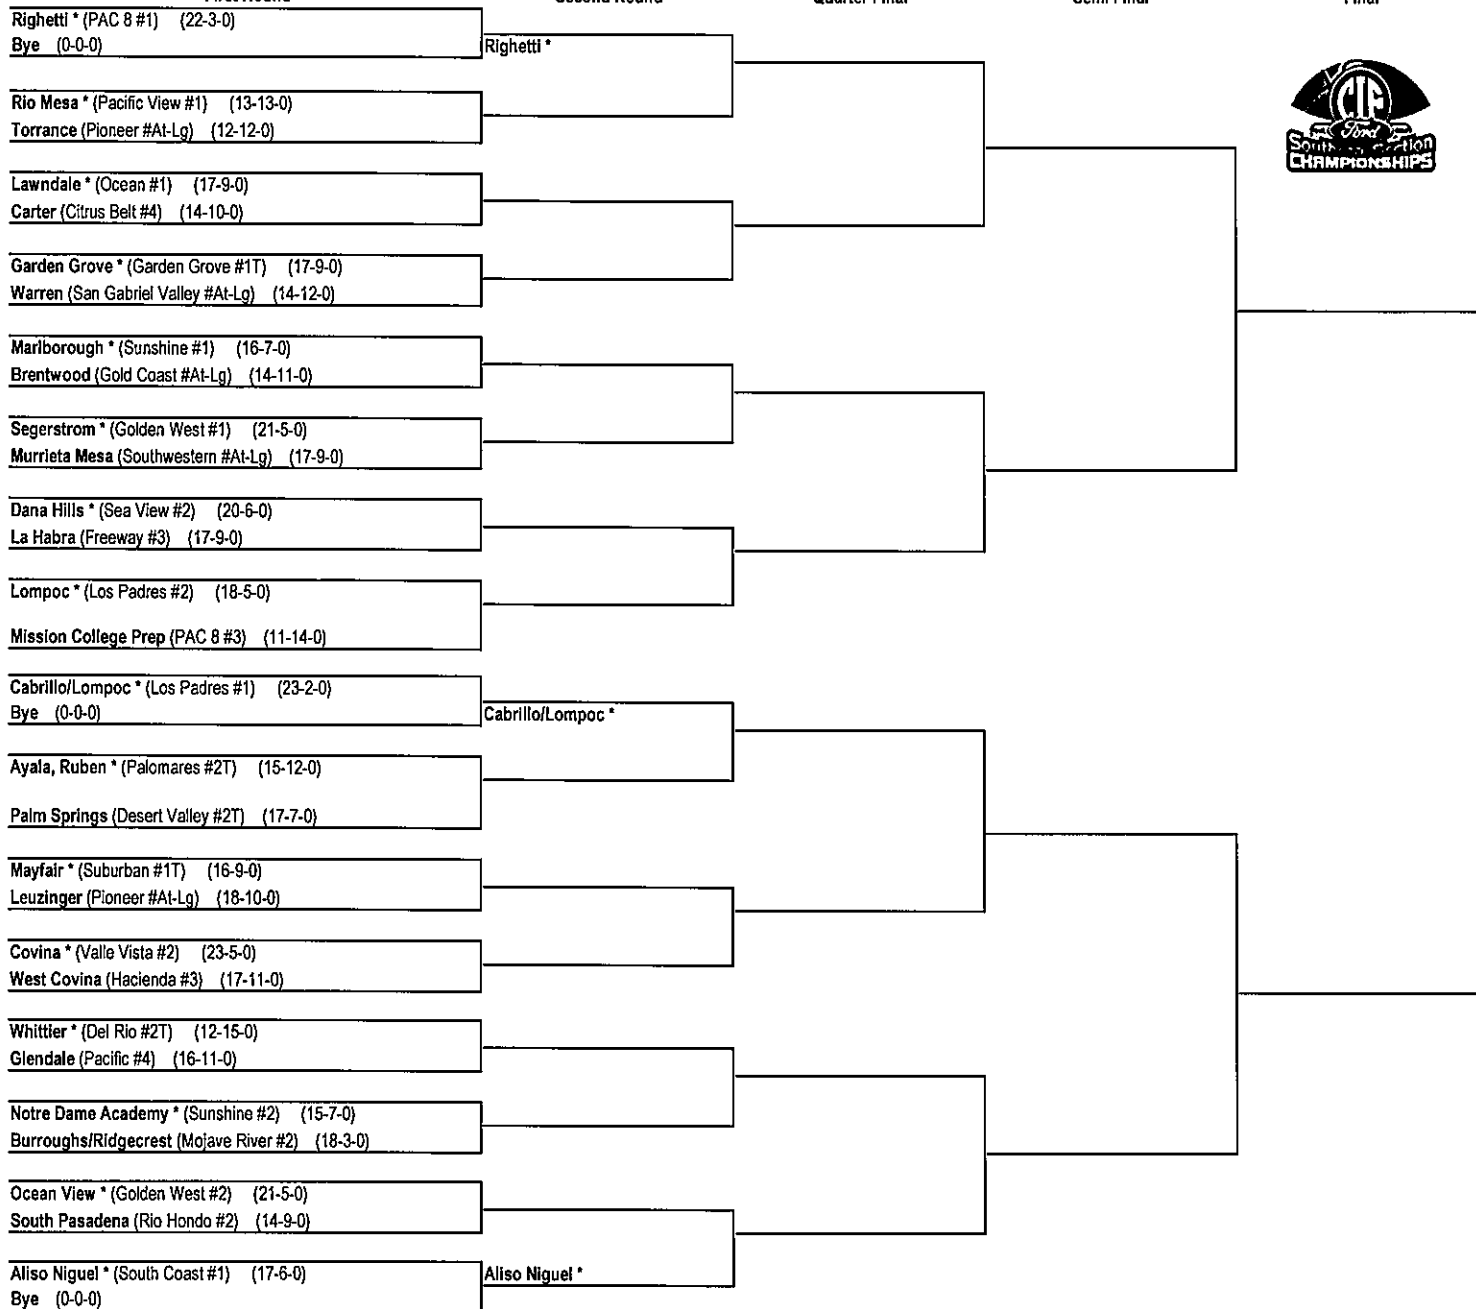 First Round
Second Round
Quarter Final
Semi Final
Final
Righetti * (PAC 8 #1) (22-3-0)
Bye (0-0-0)
Righetti *
Rio Mesa * (Pacific View #1) (13-13-0)
Torrance (Pioneer #At-Lg) (12-12-0)
Lawndale * (Ocean #1) (17-9-0)
Carter (Citrus Belt #4) (14-10-0)
Garden Grove * (Garden Grove #1T) (17-9-0)
Warren (San Gabriel Valley #At-Lg) (14-12-0)
Marlborough * (Sunshine #1) (16-7-0)
Brentwood (Gold Coast #At-Lg) (14-11-0)
Segerstrom * (Golden West #1) (21-5-0)
Murrieta Mesa (Southwestern #At-Lg) (17-9-0)
Dana Hills * (Sea View #2) (20-6-0)
La Habra (Freeway #3) (17-9-0)
Lompoc * (Los Padres #2) (18-5-0)
Mission College Prep (PAC 8 #3) (11-14-0)
Cabrillo/Lompoc * (Los Padres #1) (23-2-0)
Bye (0-0-0)
Cabrillo/Lompoc *
Ayala, Ruben * (Palomares #2T) (15-12-0)
Palm Springs (Desert Valley #2T) (17-7-0)
Mayfair * (Suburban #1T) (16-9-0)
Leuzinger (Pioneer #At-Lg) (18-10-0)
Covina * (Valle Vista #2) (23-5-0)
West Covina (Hacienda #3) (17-11-0)
Whittier * (Del Rio #2T) (12-15-0)
Glendale (Pacific #4) (16-11-0)
Notre Dame Academy * (Sunshine #2) (15-7-0)
Burroughs/Ridgecrest (Mojave River #2) (18-3-0)
Ocean View * (Golden West #2) (21-5-0)
South Pasadena (Rio Hondo #2) (14-9-0)
Aliso Niguel * (South Coast #1) (17-6-0)
Bye (0-0-0)
Aliso Niguel *
CIF
Ford
Southern Section
CHAMPIONSHIPS